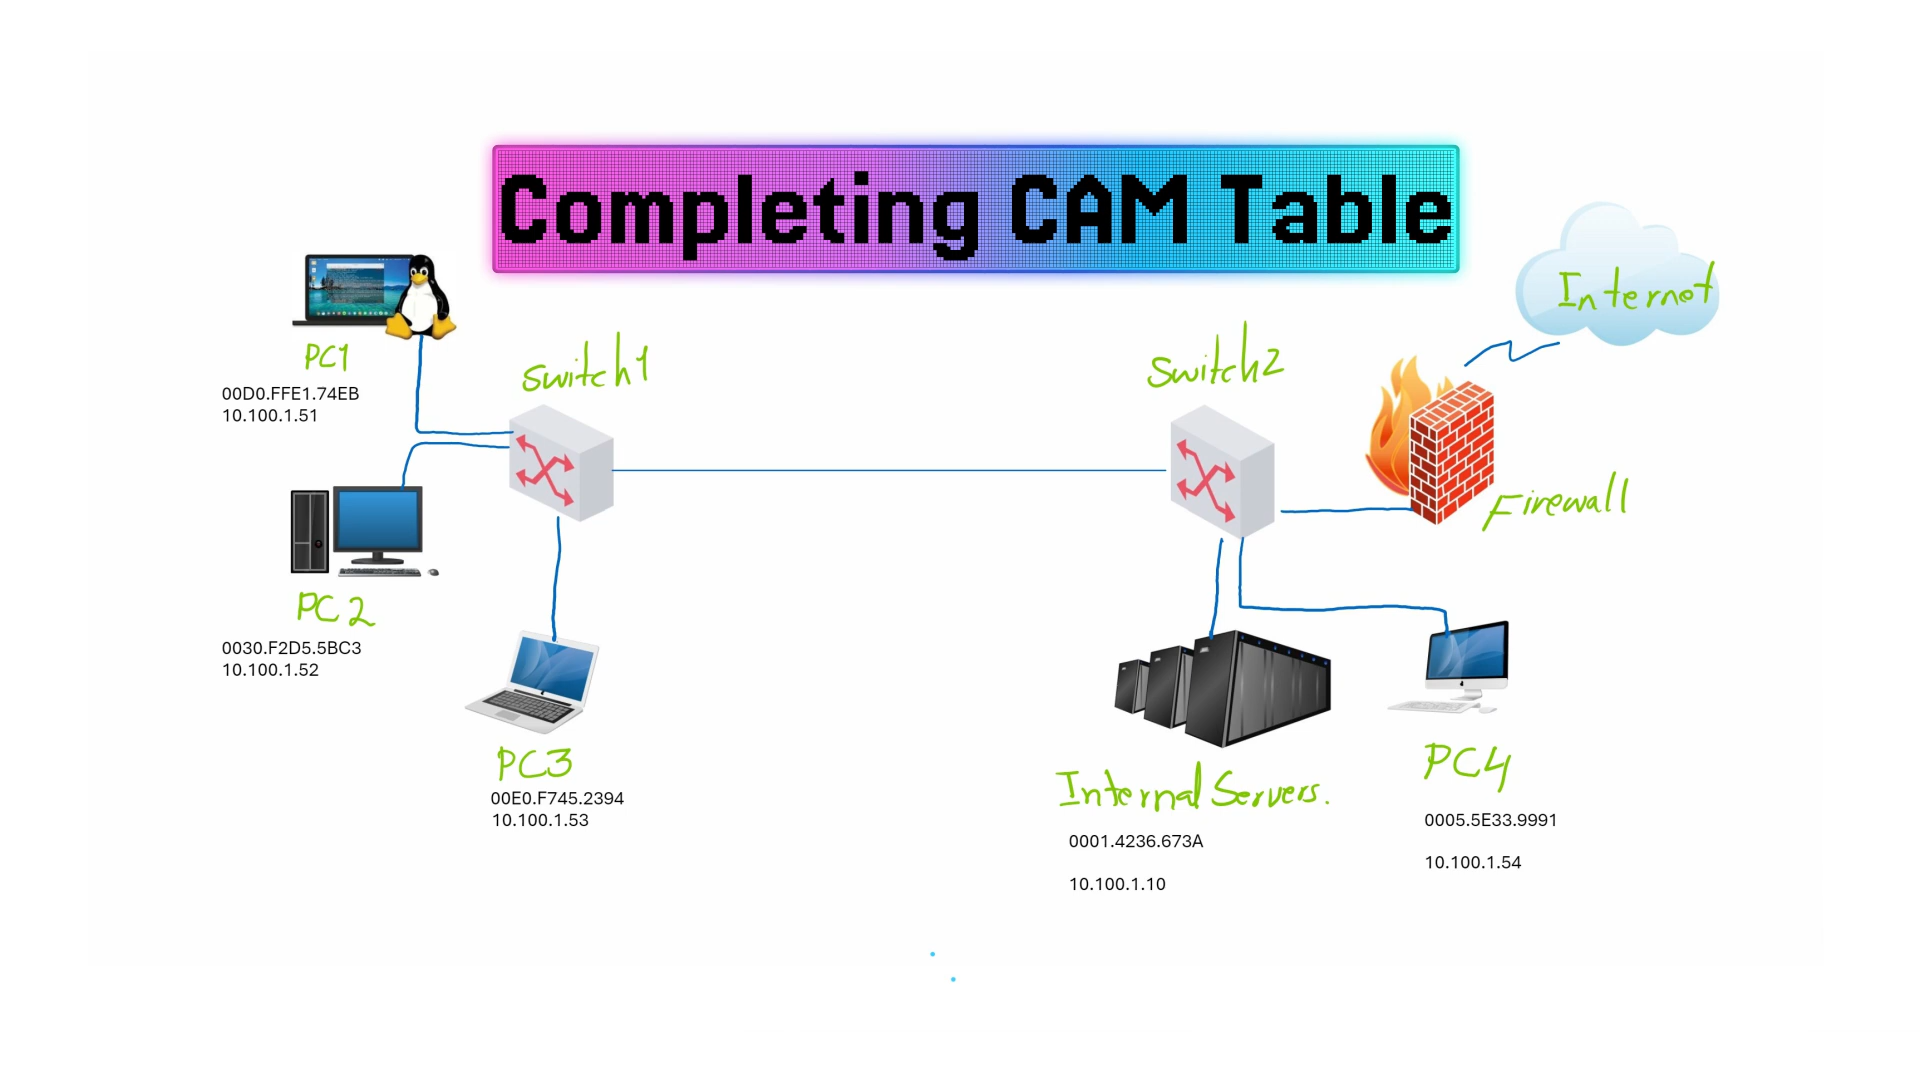 Completing CAM Table
Internet
PC1
00D0.FFE1.74EB
10.100.1.51
Switch1
Switch2
Firewall
PC2
0030.F2D5.5BC3
10.100.1.52
PC3
00E0.F745.2394
10.100.1.53
Internal Servers.
0001.4236.673A
10.100.1.10
PC4
0005.5E33.9991
10.100.1.54